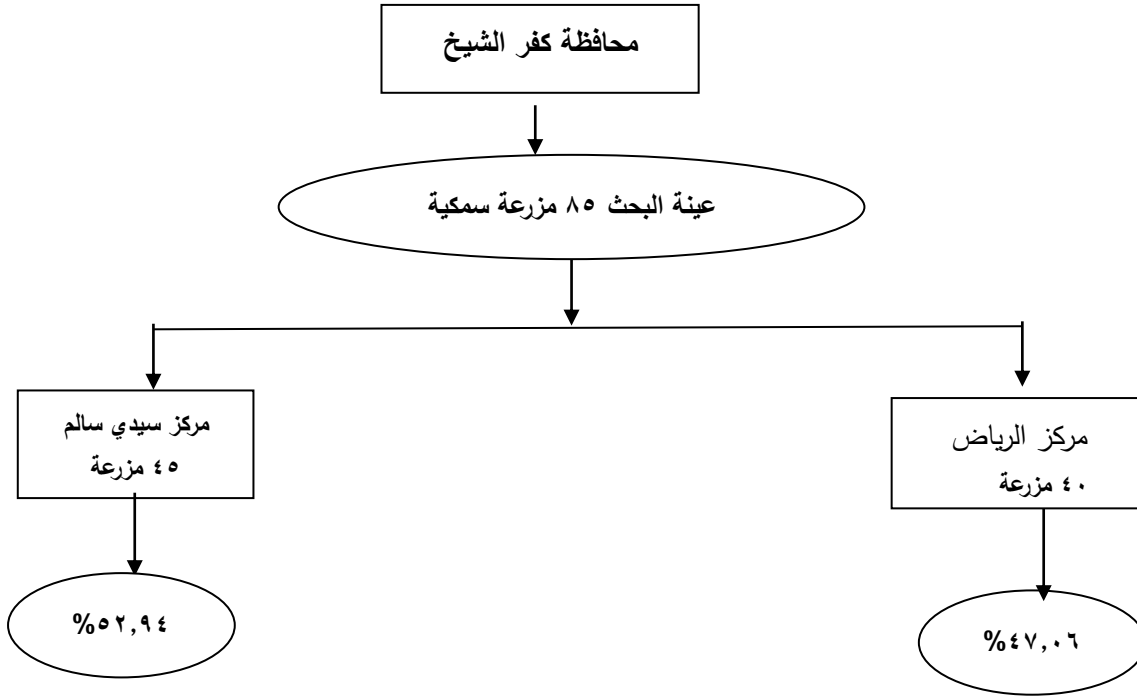 محافظة كفر الشيخ
عينة البحث ٨٥ مزرعة سمكية
مركز الرياض
٤٠ مزرعة
مركز سيدي سالم
٤٥ مزرعة
%٤٧,٠٦
%٥٢,٩٤